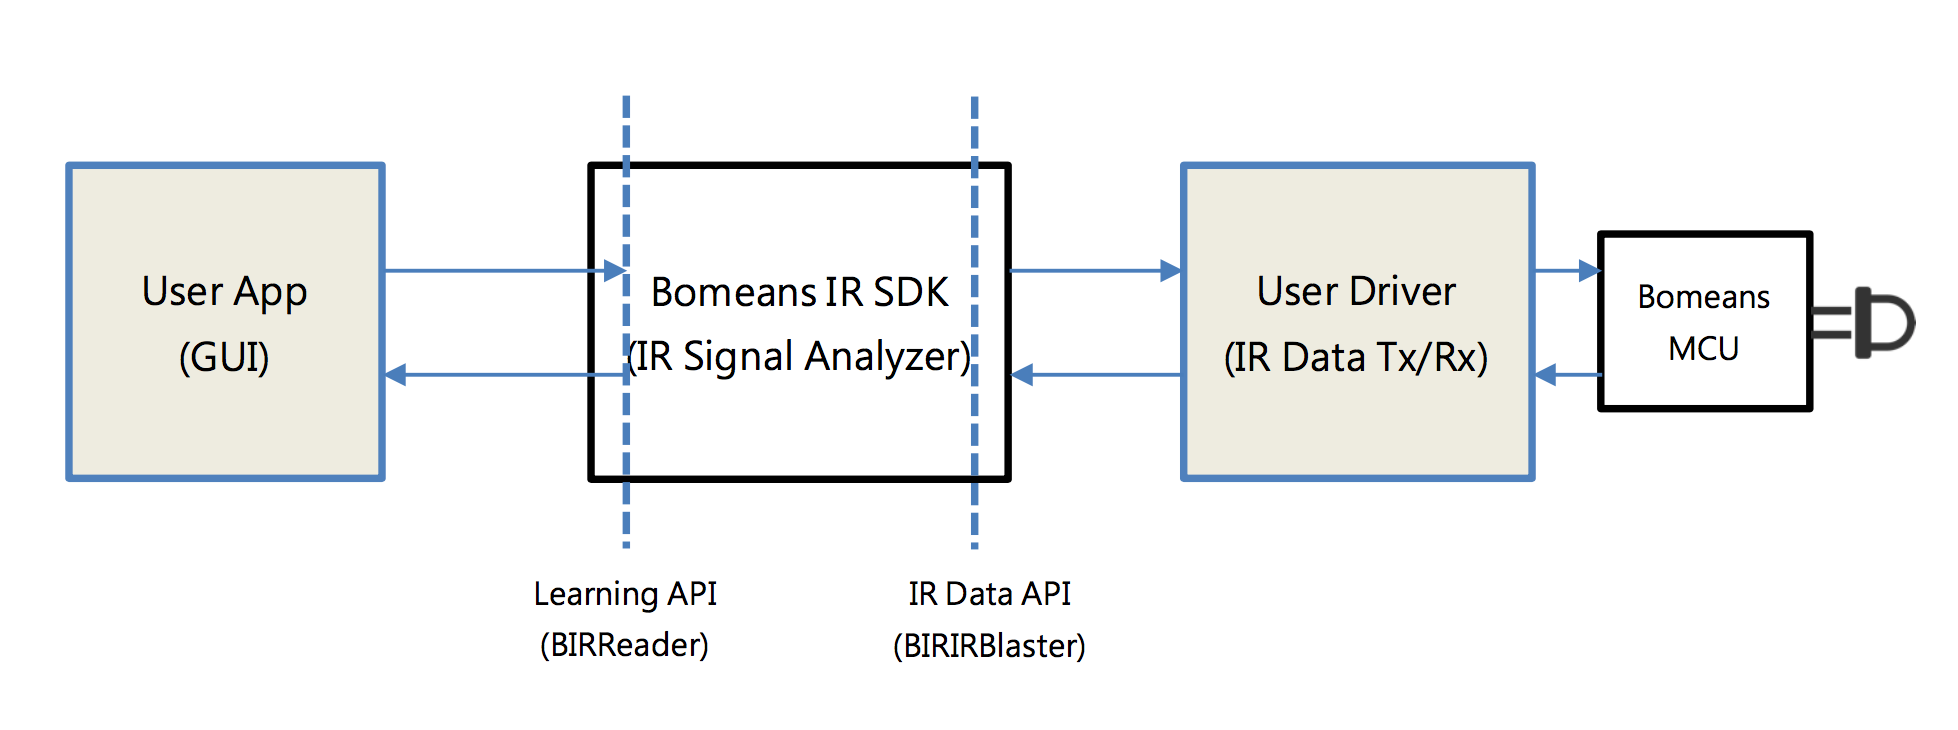 User App
(GUI)
Bomeans IR SDK
(IR Signal Analyzer)
User Driver
(IR Data Tx/Rx)
Bomeans
MCU
Learning API
(BIRReader)
IR Data API
(BIRIRBlaster)